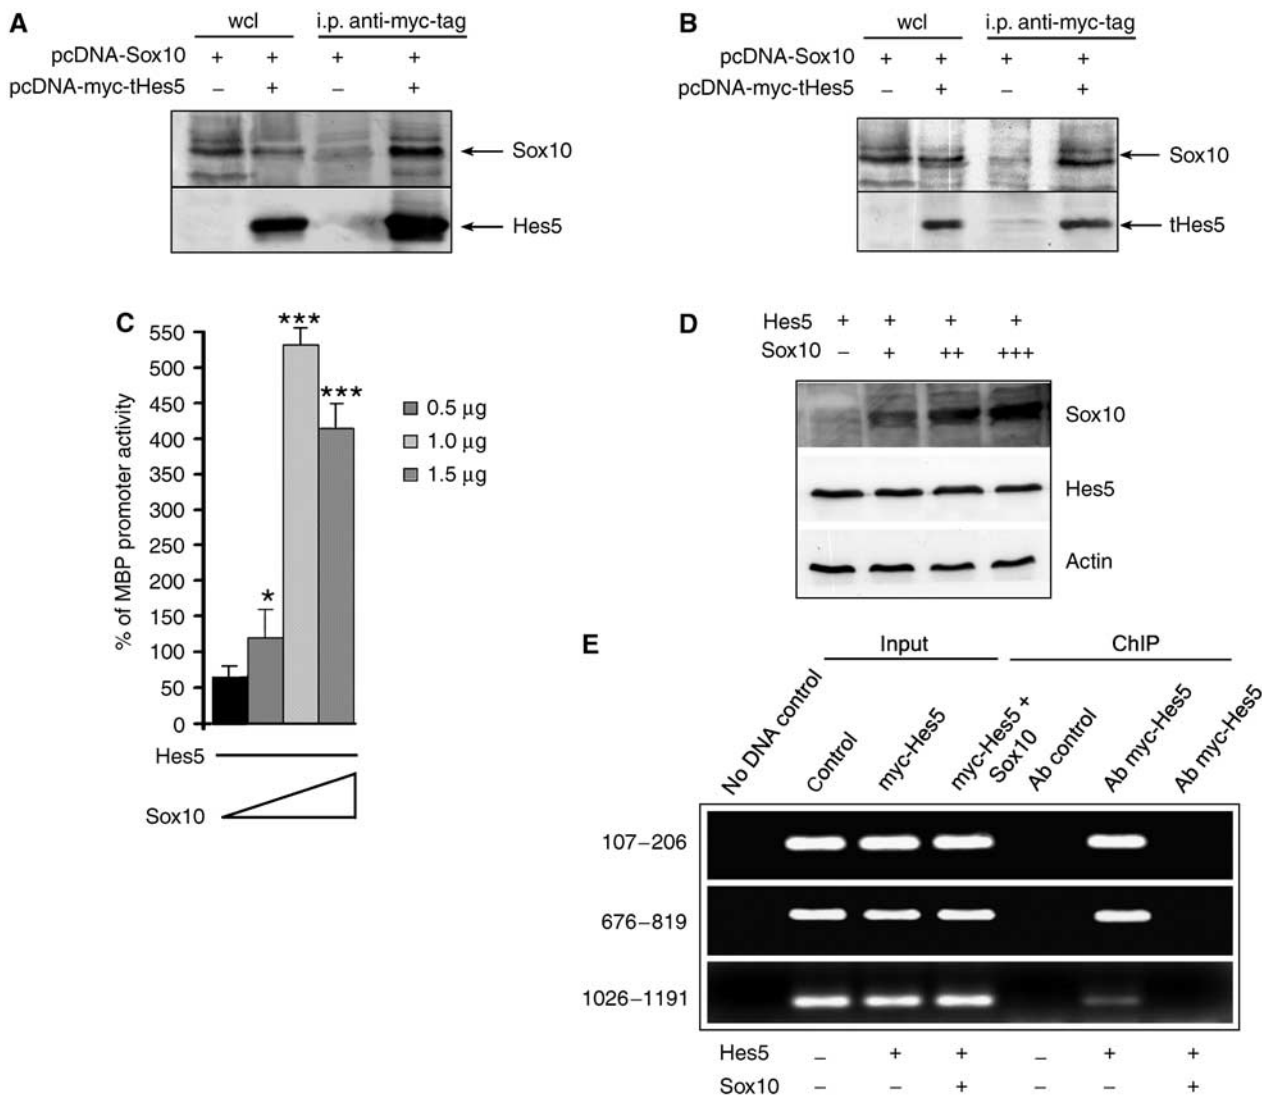 A
wcl i.p. anti-myc-tag
pcDNA-Sox10 + + + +
pcDNA-myc-tHes5 – + – +
Sox10
Hes5
B
wcl i.p. anti-myc-tag
pcDNA-Sox10 + + + +
pcDNA-myc-tHes5 – + – +
Sox10
tHes5
C
% of MBP promoter activity
550
500
450
400
350
300
250
200
150
100
50
0
* *** ***
0.5 µg
1.0 µg
1.5 µg
Hes5
Sox10
D
Hes5 + + + +
Sox10 – + ++ +++
Sox10
Hes5
Actin
E
Input ChIP
No DNA control
Control
myc-Hes5
myc-Hes5 +
Sox10
Ab control
Ab myc-Hes5
Ab myc-Hes5
107–206
676–819
1026–1191
Hes5 – + + – + +
Sox10 – – + – – +